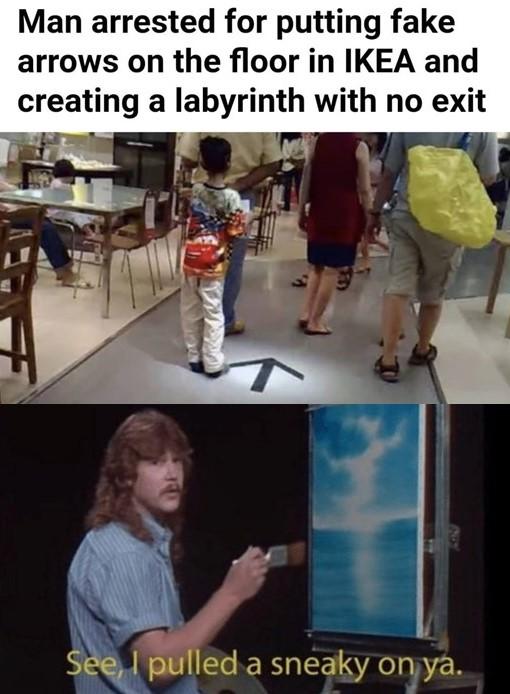 Man arrested for putting fake
arrows on the floor in IKEA and
creating a labyrinth with no exit
See, I pulled a sneaky on ya.